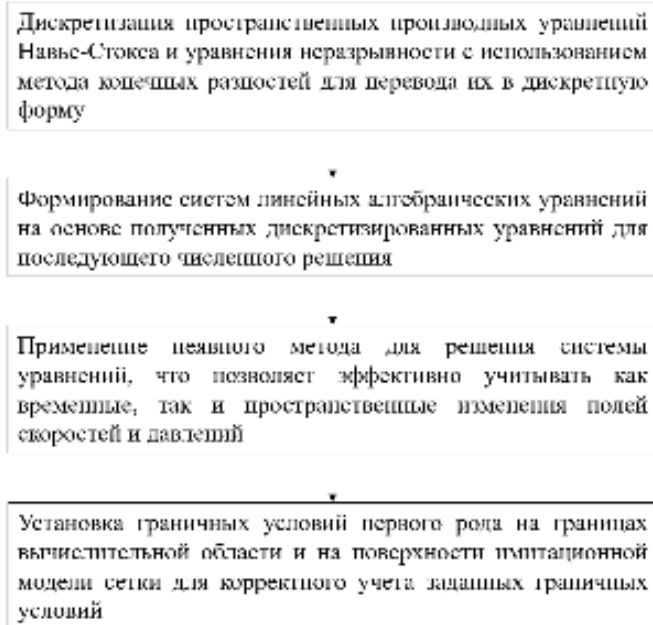 Дискретизация пространственных производных уравнений
Навье-Стокса и уравнения неразрывности с использованием
метода конечных разностей для перевода их в дискретную
форму
Формирование систем линейных алгебраических уравнений
на основе полученных дискретизированных уравнений для
последующего численного решения
Применение неявного метода для решения системы
уравнений, что позволяет эффективно учитывать как
временные, так и пространственные изменения полей
скоростей и давлений
Установка граничных условий первого рода на границах
вычислительной области и на поверхности имитационной
модели сетки для корректного учета заданных граничных
условий